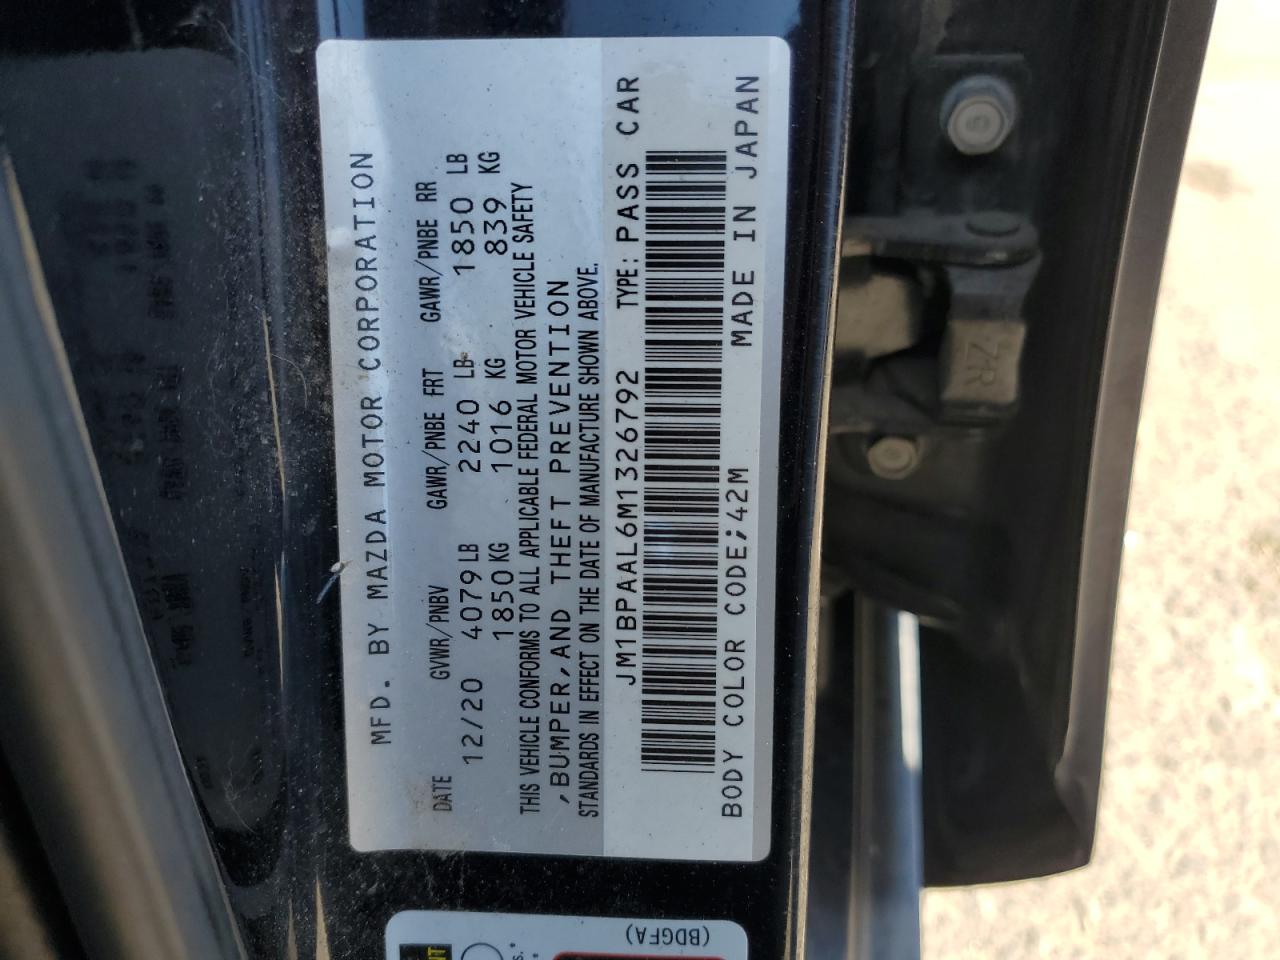 MFD. BY MAZDA MOTOR CORPORATION
DATE GVWR/PNBV GAWR/PNBE FRT GAWR/PNBE RR
12/20 4079 LB 2240 LB 1850 LB
1850 KG 1016 KG 839 KG
THIS VEHICLE CONFORMS TO ALL APPLICABLE FEDERAL MOTOR VEHICLE SAFETY
,BUMPER,AND THEFT PREVENTION
STANDARDS IN EFFECT ON THE DATE OF MANUFACTURE SHOWN ABOVE.
JM1BPAAL6M1326792 TYPE: PASS CAR
BODY COLOR CODE;42M MADE IN JAPAN
ZR
(BDGFA)